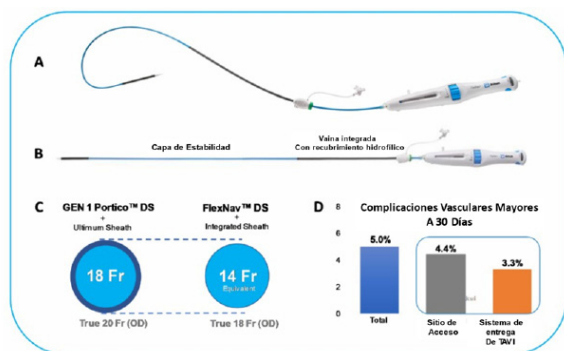 A
B
Capa de Estabilidad
Vaina integrada
Con recubrimiento hidrofílico
C
GEN 1 Portico™ DS
+
Ultimum Sheath
18 Fr
True 20 Fr (OD)
FlexNav™ DS
+
Integrated Sheath
14 Fr
Equivalent
True 18 Fr (OD)
D
Complicaciones Vasculares Mayores
A 30 Días
8
6
4
2
0
5.0%
4.4%
3.3%
Total
Sitio de
Acceso
Sistema de
entrega
De TAVI